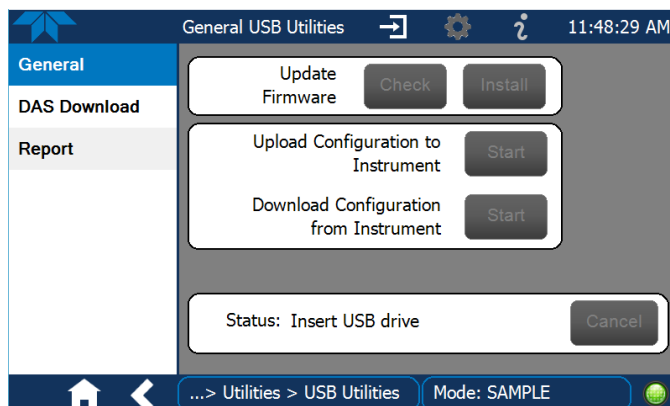 General USB Utilities
11:48:29 AM
General
DAS Download
Report
Update
Firmware
Check
Install
Upload Configuration to
Instrument
Start
Download Configuration
from Instrument
Start
Status: Insert USB drive
Cancel
...> Utilities > USB Utilities
Mode: SAMPLE